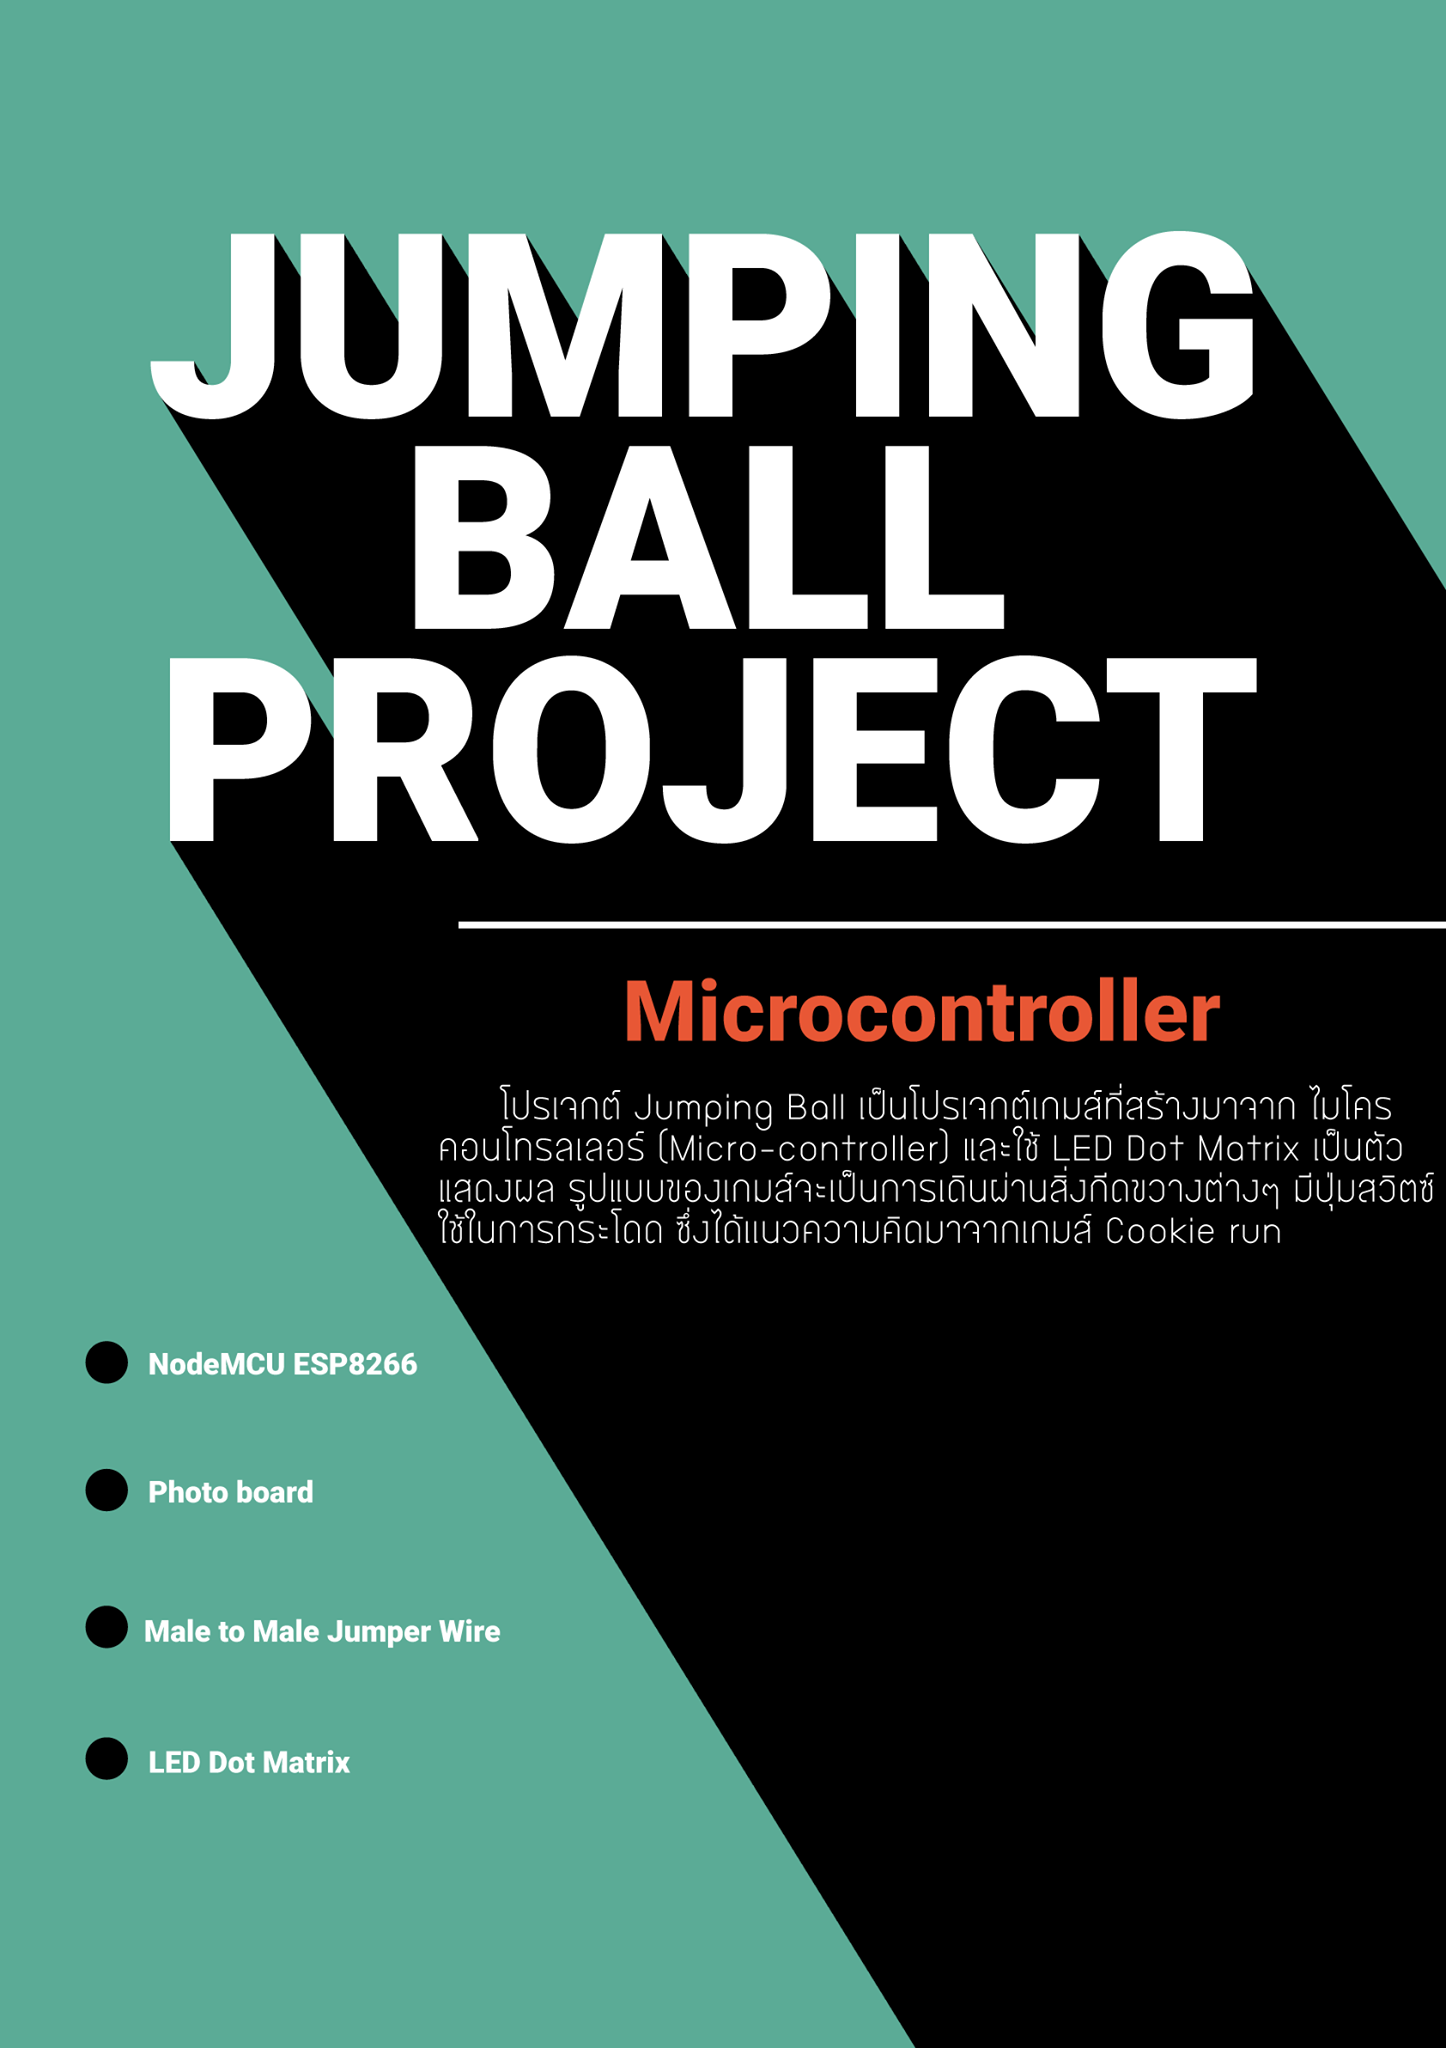 JUMPING
BALL
PROJECT
Microcontroller
โปรเจกต์ Jumping Ball เป็นโปรเจกต์เกมส์ที่สร้างมาจาก ไมโคร
คอนโทรลเลอร์ (Micro-controller) และใช้ LED Dot Matrix เป็นตัว
แสดงผล รูปแบบของเกมส์จะเป็นการเดินผ่านสิ่งกีดขวางต่างๆ มีปุ่มสวิตซ์
ใช้ในการกระโดด ซึ่งได้แนวความคิดมาจากเกมส์ Cookie run
NodeMCU ESP8266
Photo board
Male to Male Jumper Wire
LED Dot Matrix